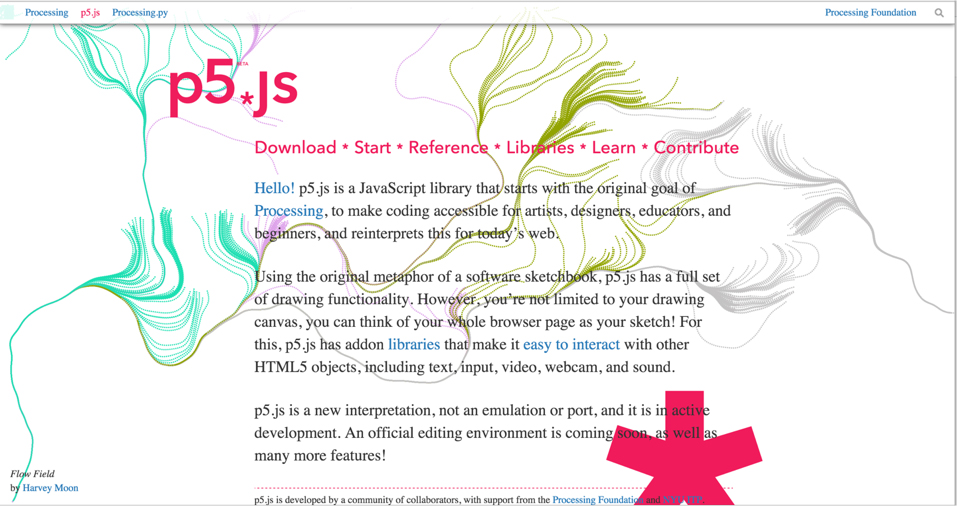 Processing p5.js Processing.py Processing Foundation
p5.js BETA
Download * Start * Reference * Libraries * Learn * Contribute
Hello! p5.js is a JavaScript library that starts with the original goal of
Processing, to make coding accessible for artists, designers, educators, and
beginners, and reinterprets this for today’s web.
Using the original metaphor of a software sketchbook, p5.js has a full set
of drawing functionality. However, you’re not limited to your drawing
canvas, you can think of your whole browser page as your sketch! For
this, p5.js has addon libraries that make it easy to interact with other
HTML5 objects, including text, input, video, webcam, and sound.
p5.js is a new interpretation, not an emulation or port, and it is in active
development. An official editing environment is coming soon, as well as
many more features!
Flow Field
by Harvey Moon
p5.js is developed by a community of collaborators, with support from the Processing Foundation and